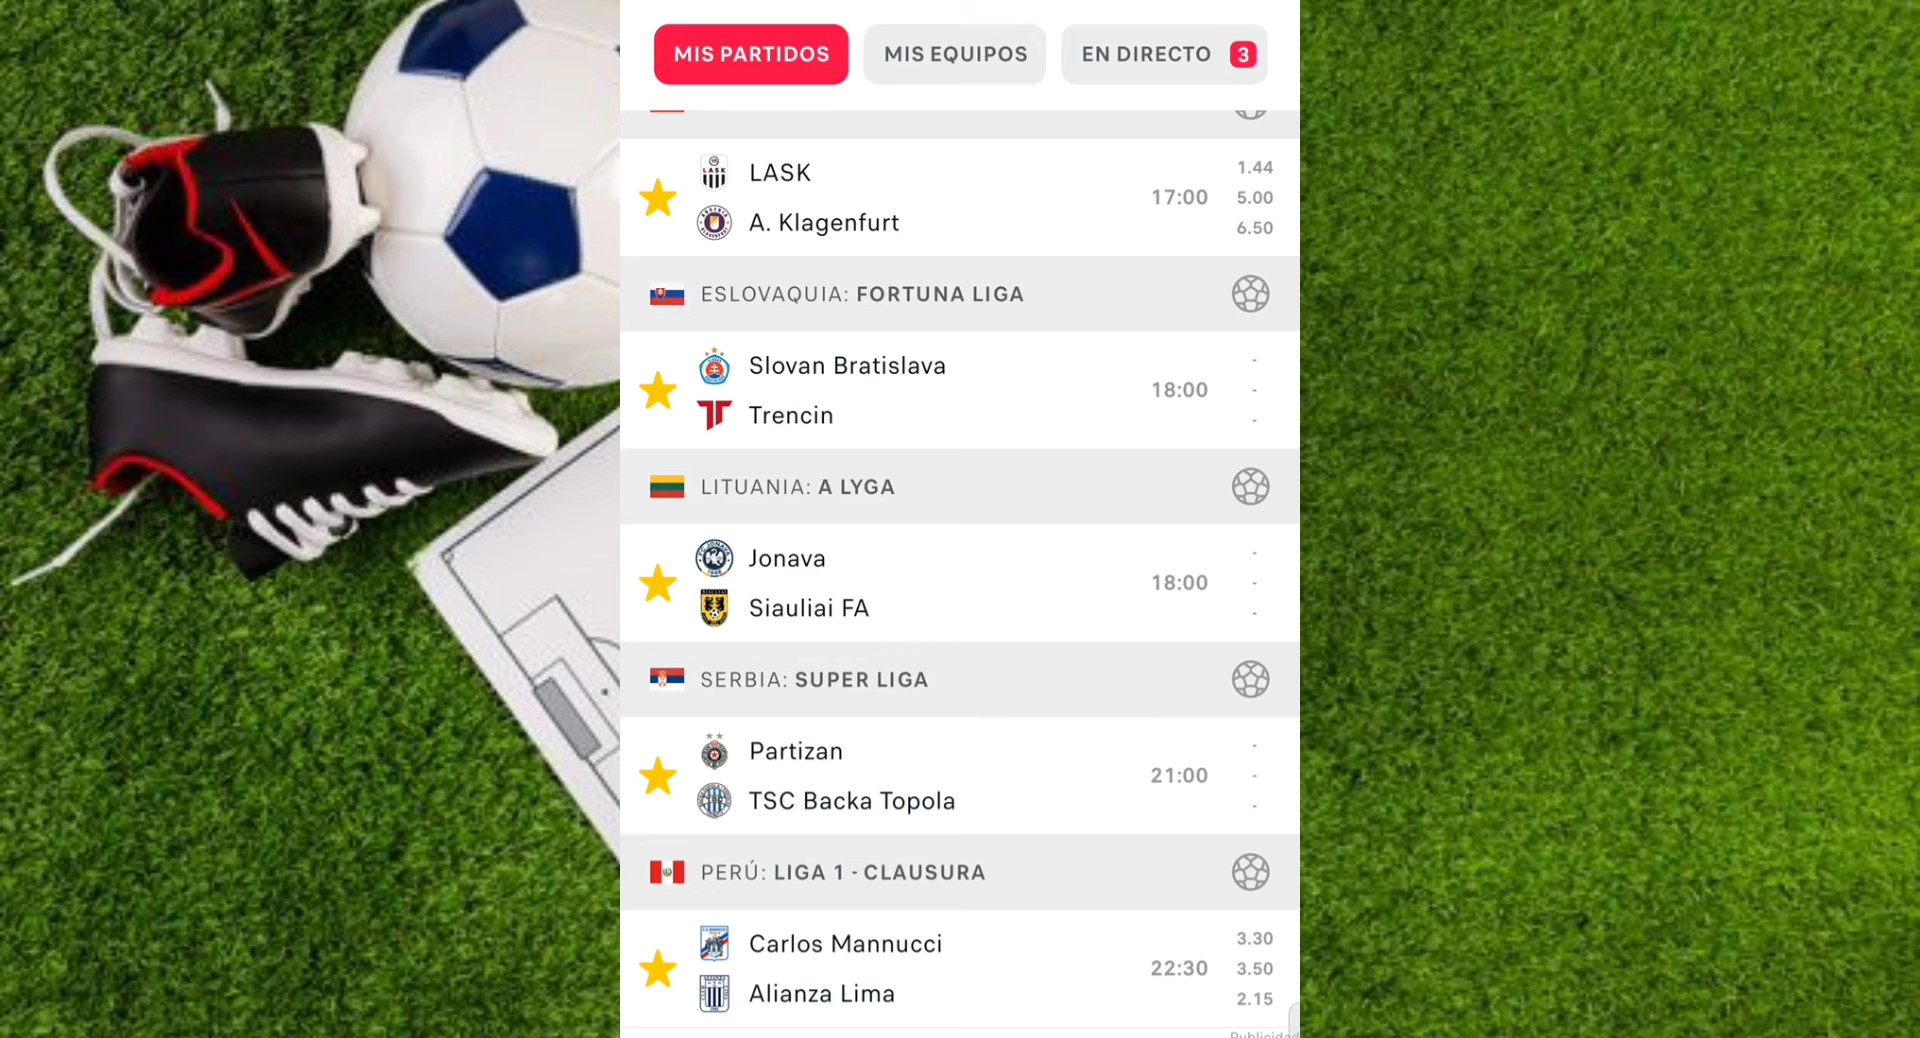 MIS PARTIDOS
MIS EQUIPOS
EN DIRECTO 3
LASK
A. Klagenfurt
17:00
1.44
5.00
6.50
ESLOVAQUIA: FORTUNA LIGA
Slovan Bratislava
Trencin
18:00
-
-
-
LITUANIA: A LYGA
Jonava
Siauliai FA
18:00
-
-
-
SERBIA: SUPER LIGA
Partizan
TSC Backa Topola
21:00
-
-
-
PERÚ: LIGA 1 - CLAUSURA
Carlos Mannucci
Alianza Lima
22:30
3.30
3.50
2.15
Publicidad